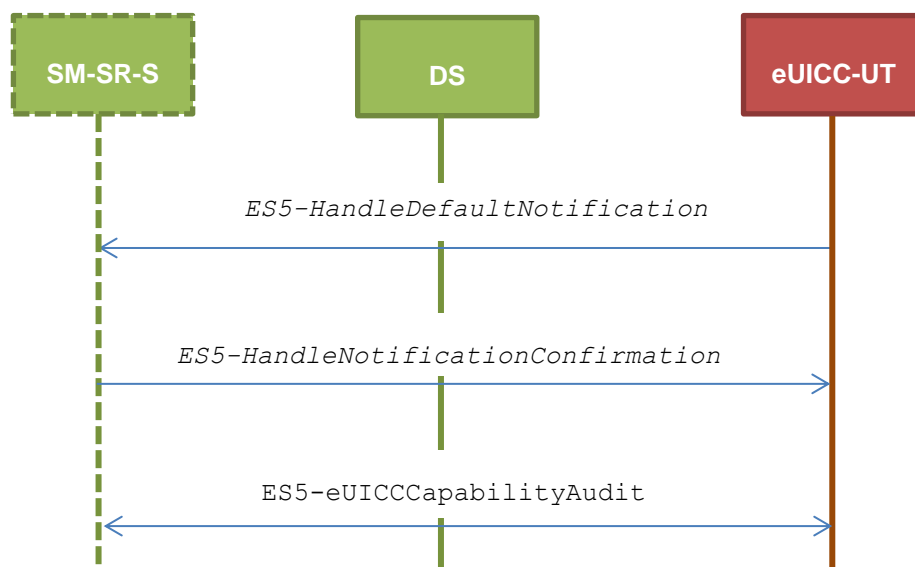 SM-SR-S
DS
eUICC-UT
ES5-HandleDefaultNotification
ES5-HandleNotificationConfirmation
ES5-eUICCCapabilityAudit